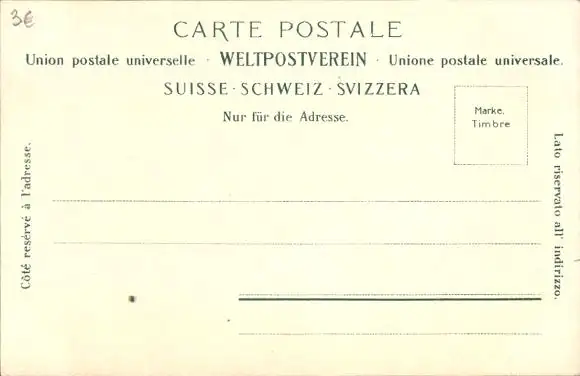 3€
CARTE POSTALE
Union postale universelle · WELTPOSTVEREIN · Unione postale universale.
SUISSE · SCHWEIZ · SVIZZERA
Nur für die Adresse.
Marke.
Timbre
Côté resérvé à l'adresse.
Lato riservato all' indirizzo.